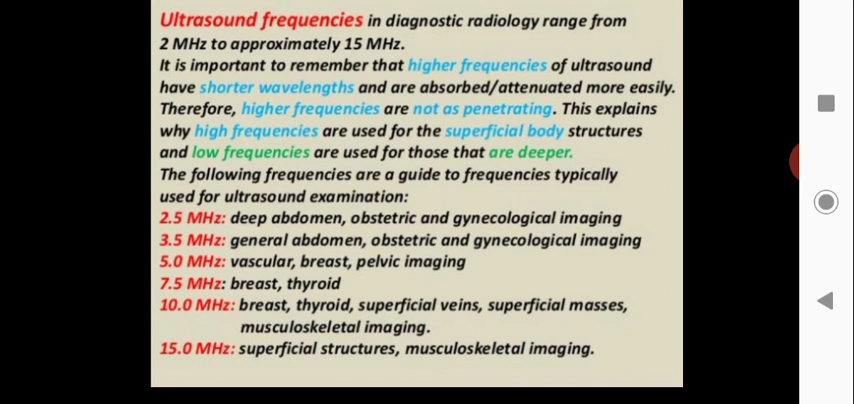 Ultrasound frequencies in diagnostic radiology range from
2 MHz to approximately 15 MHz.
It is important to remember that higher frequencies of ultrasound
have shorter wavelengths and are absorbed/attenuated more easily.
Therefore, higher frequencies are not as penetrating. This explains
why high frequencies are used for the superficial body structures
and low frequencies are used for those that are deeper.
The following frequencies are a guide to frequencies typically
used for ultrasound examination:
2.5 MHz: deep abdomen, obstetric and gynecological imaging
3.5 MHz: general abdomen, obstetric and gynecological imaging
5.0 MHz: vascular, breast, pelvic imaging
7.5 MHz: breast, thyroid
10.0 MHz: breast, thyroid, superficial veins, superficial masses,
musculoskeletal imaging.
15.0 MHz: superficial structures, musculoskeletal imaging.